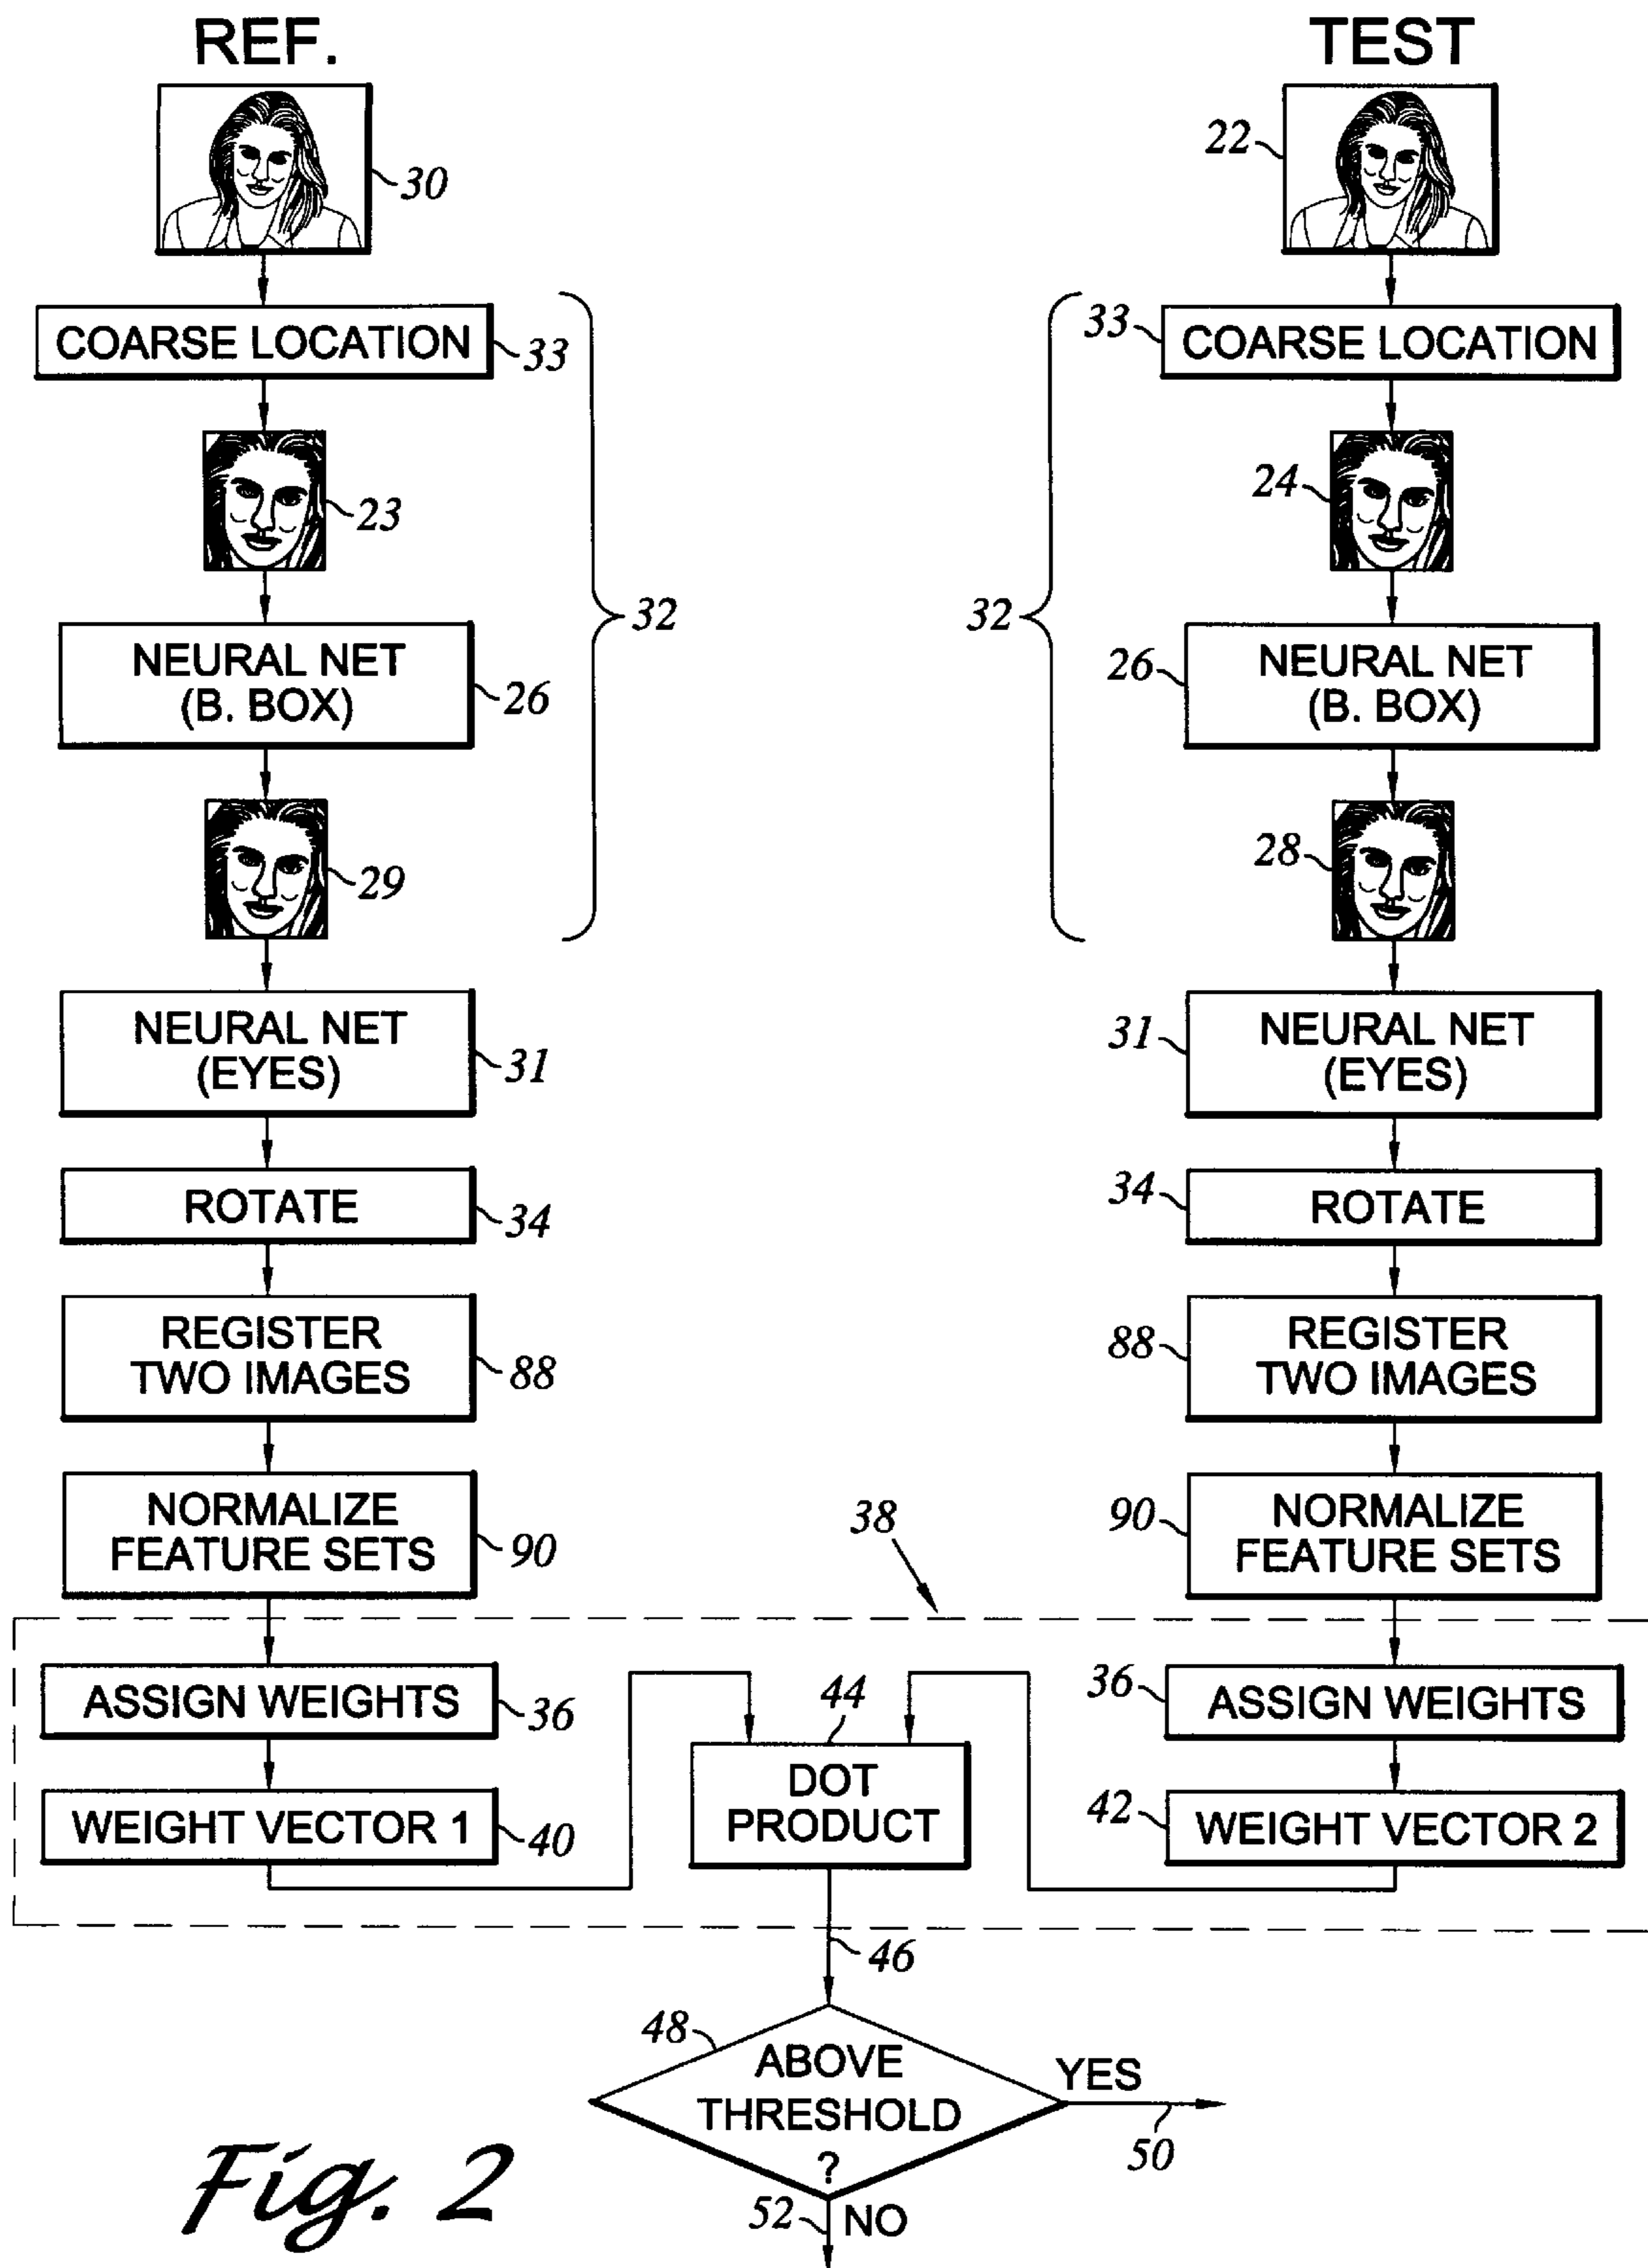 REF.
30
COARSE LOCATION
33
23
32
NEURAL NET
(B. BOX)
26
29
NEURAL NET
(EYES)
31
ROTATE
34
REGISTER
TWO IMAGES
88
NORMALIZE
FEATURE SETS
90
ASSIGN WEIGHTS
36
WEIGHT VECTOR 1
40
TEST
22
33
COARSE LOCATION
24
32
26
NEURAL NET
(B. BOX)
28
31
NEURAL NET
(EYES)
34
ROTATE
88
REGISTER
TWO IMAGES
90
NORMALIZE
FEATURE SETS
38
36
ASSIGN WEIGHTS
42
WEIGHT VECTOR 2
44
DOT
PRODUCT
46
48
ABOVE
THRESHOLD
?
YES
50
52
NO
Fig. 2